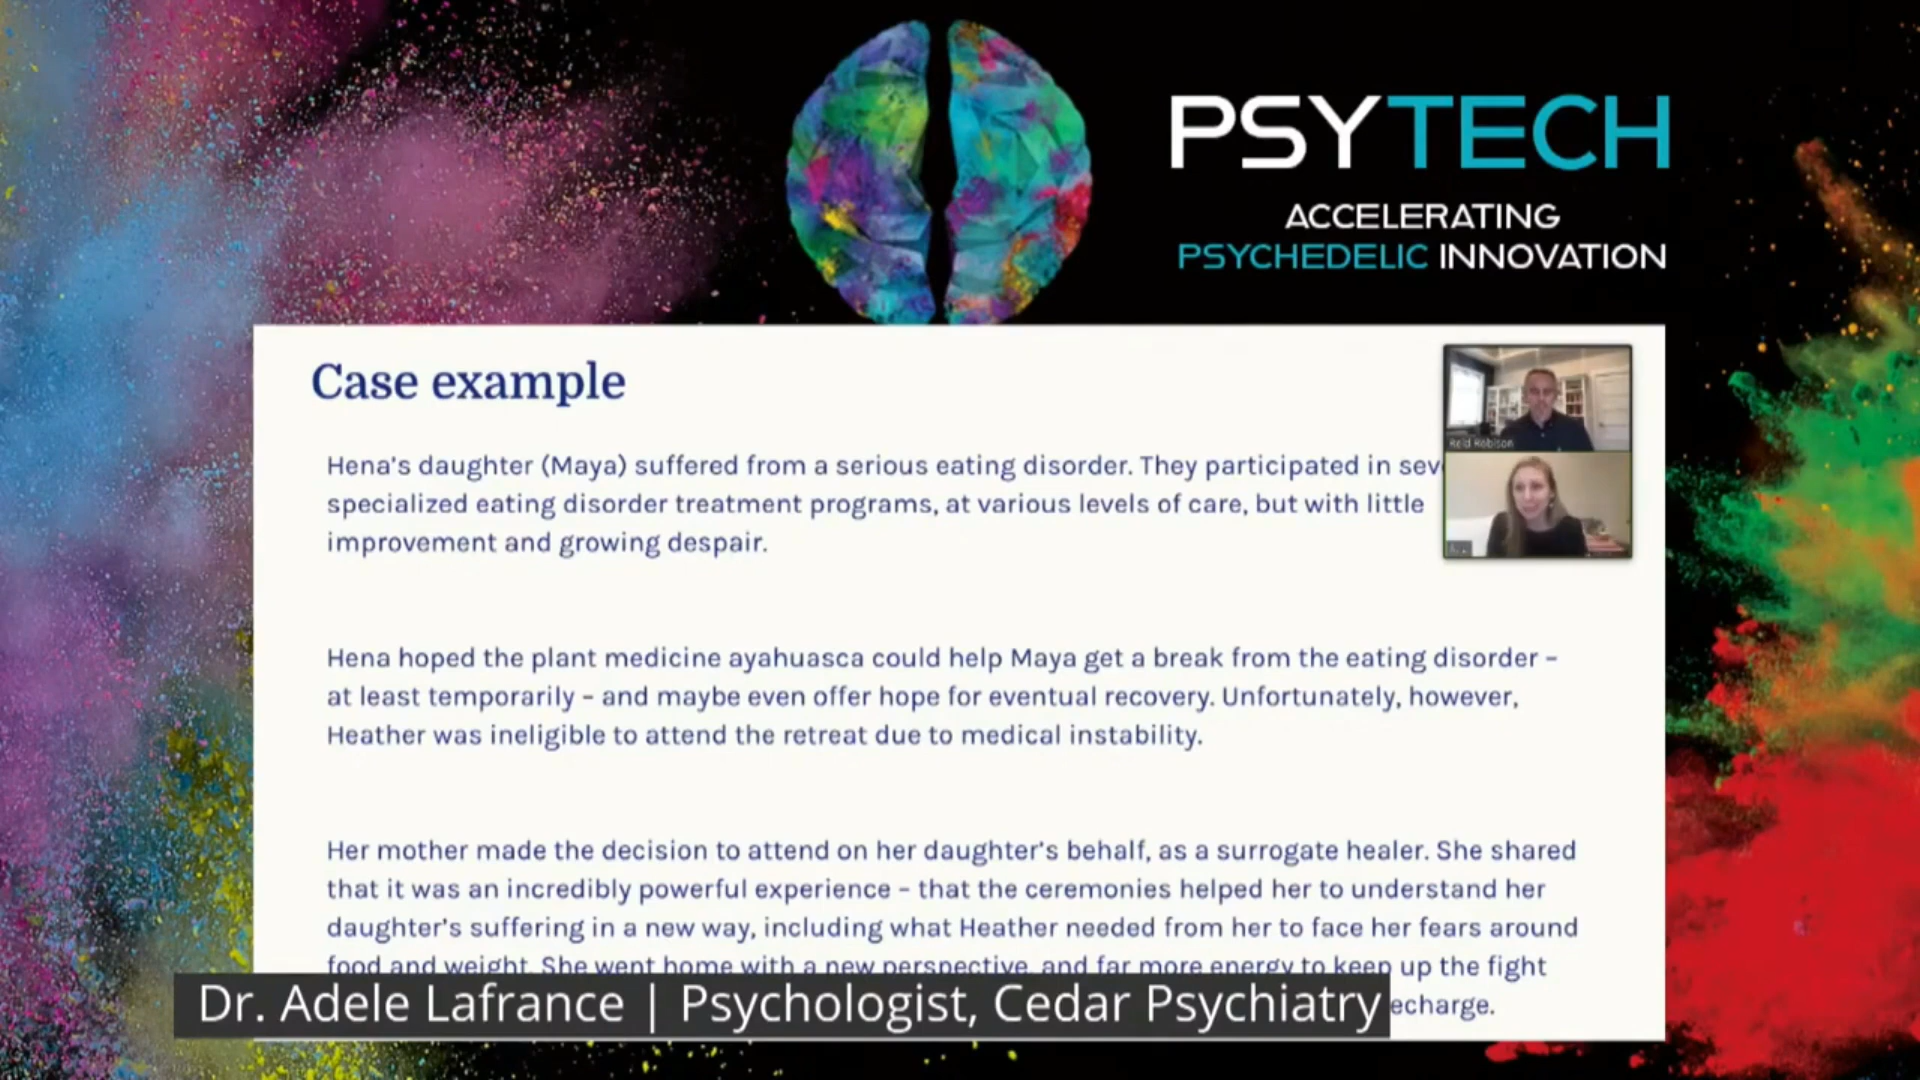 PSYTECH
ACCELERATING
PSYCHEDELIC INNOVATION
Case example
Reid Robison
Hena's daughter (Maya) suffered from a serious eating disorder. They participated in sev
specialized eating disorder treatment programs, at various levels of care, but with little
improvement and growing despair.
Hena hoped the plant medicine ayahuasca could help Maya get a break from the eating disorder –
at least temporarily – and maybe even offer hope for eventual recovery. Unfortunately, however,
Heather was ineligible to attend the retreat due to medical instability.
Her mother made the decision to attend on her daughter's behalf, as a surrogate healer. She shared
that it was an incredibly powerful experience – that the ceremonies helped her to understand her
daughter's suffering in a new way, including what Heather needed from her to face her fears around
food and weight. She went home with a new perspective, and far more energy to keep up the fight
echarge.
Dr. Adele Lafrance | Psychologist, Cedar Psychiatry